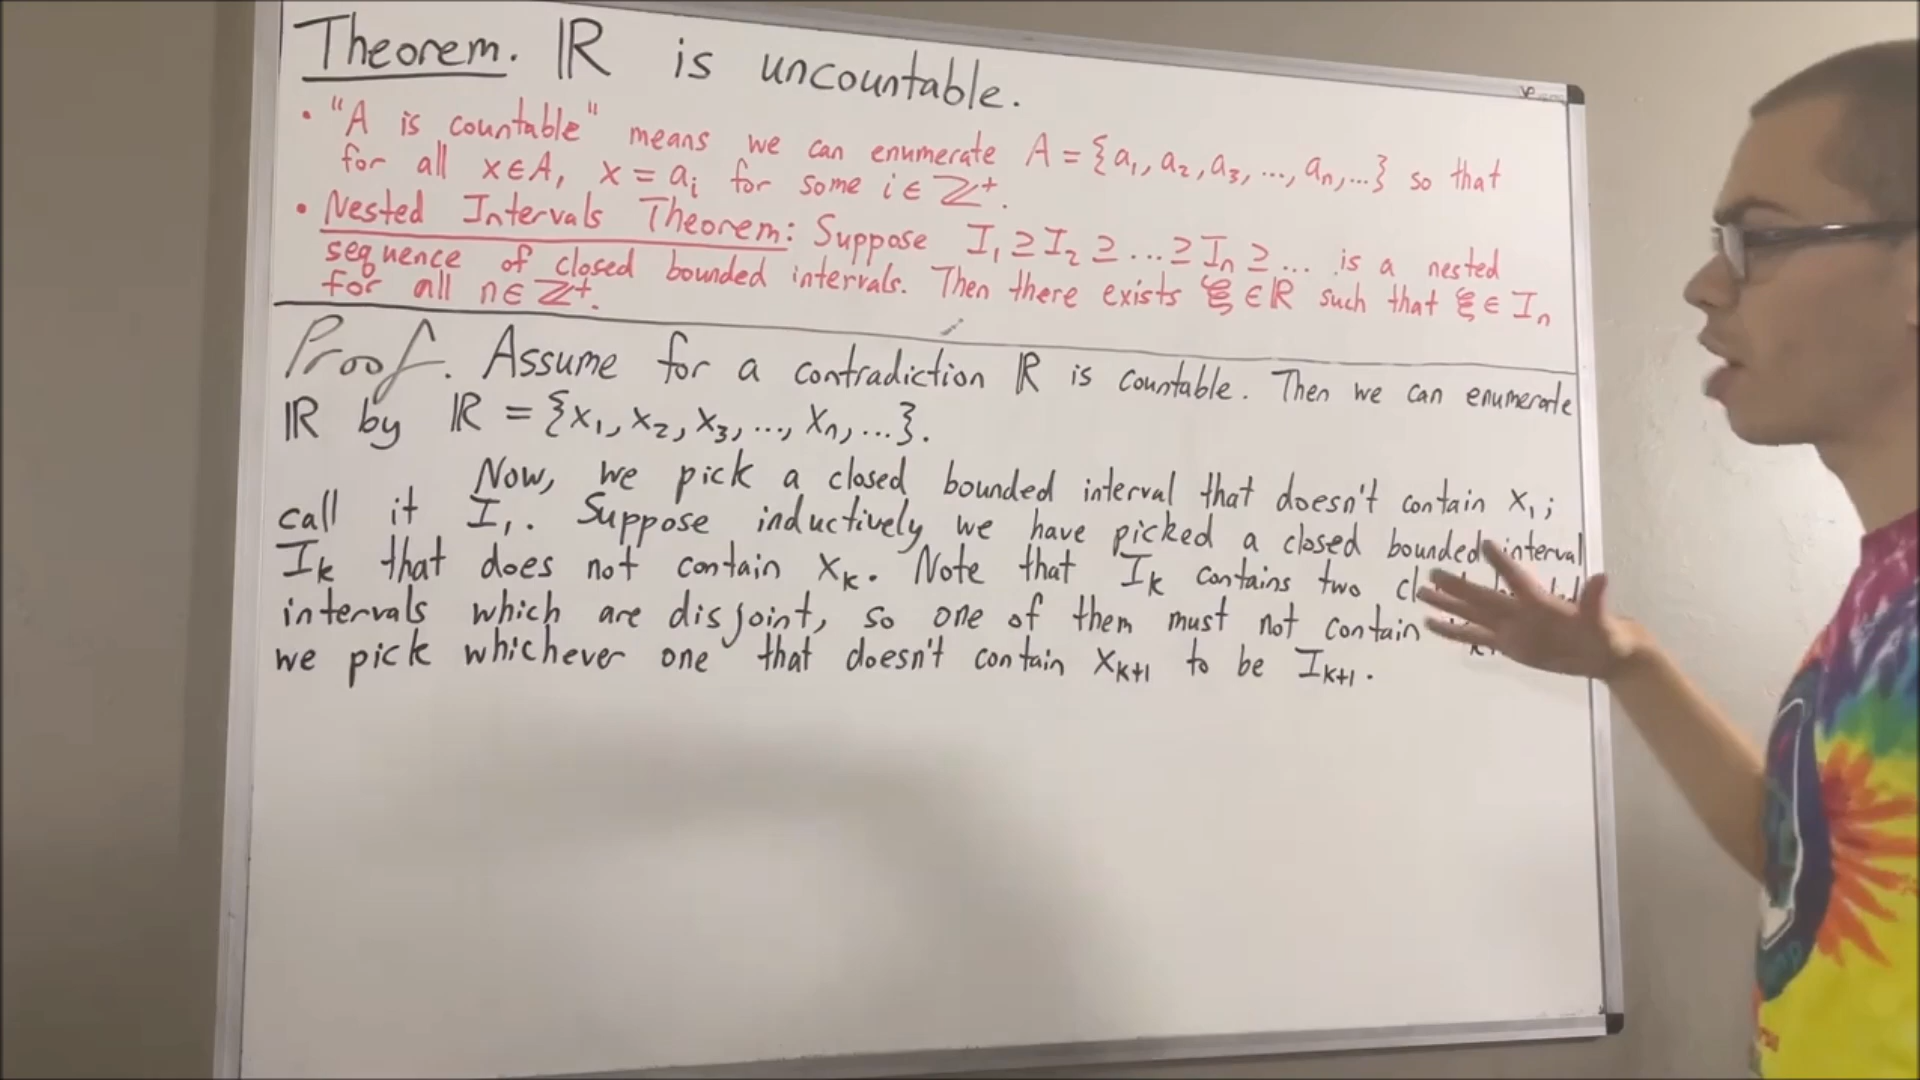 Theorem. ℝ is uncountable.
• "A is countable" means we can enumerate A = {a₁, a₂, a₃, ..., aₙ, ...} so that
for all x∈A, x = aᵢ for some i∈ℤ⁺.
• Nested Intervals Theorem: Suppose I₁ ⊇ I₂ ⊇ ... ⊇ Iₙ ⊇ ... is a nested
sequence of closed bounded intervals. Then there exists ξ∈ℝ such that ξ∈Iₙ
for all n∈ℤ⁺.
Proof. Assume for a contradiction ℝ is countable. Then we can enumerate
ℝ by ℝ = {x₁, x₂, x₃, ..., xₙ, ...}.
Now, we pick a closed bounded interval that doesn't contain x₁;
call it I₁. Suppose inductively we have picked a closed bounded interval
Iₖ that does not contain xₖ. Note that Iₖ contains two
intervals which are disjoint, so one of them must not contain
we pick whichever one that doesn't contain xₖ₊₁ to be Iₖ₊₁.